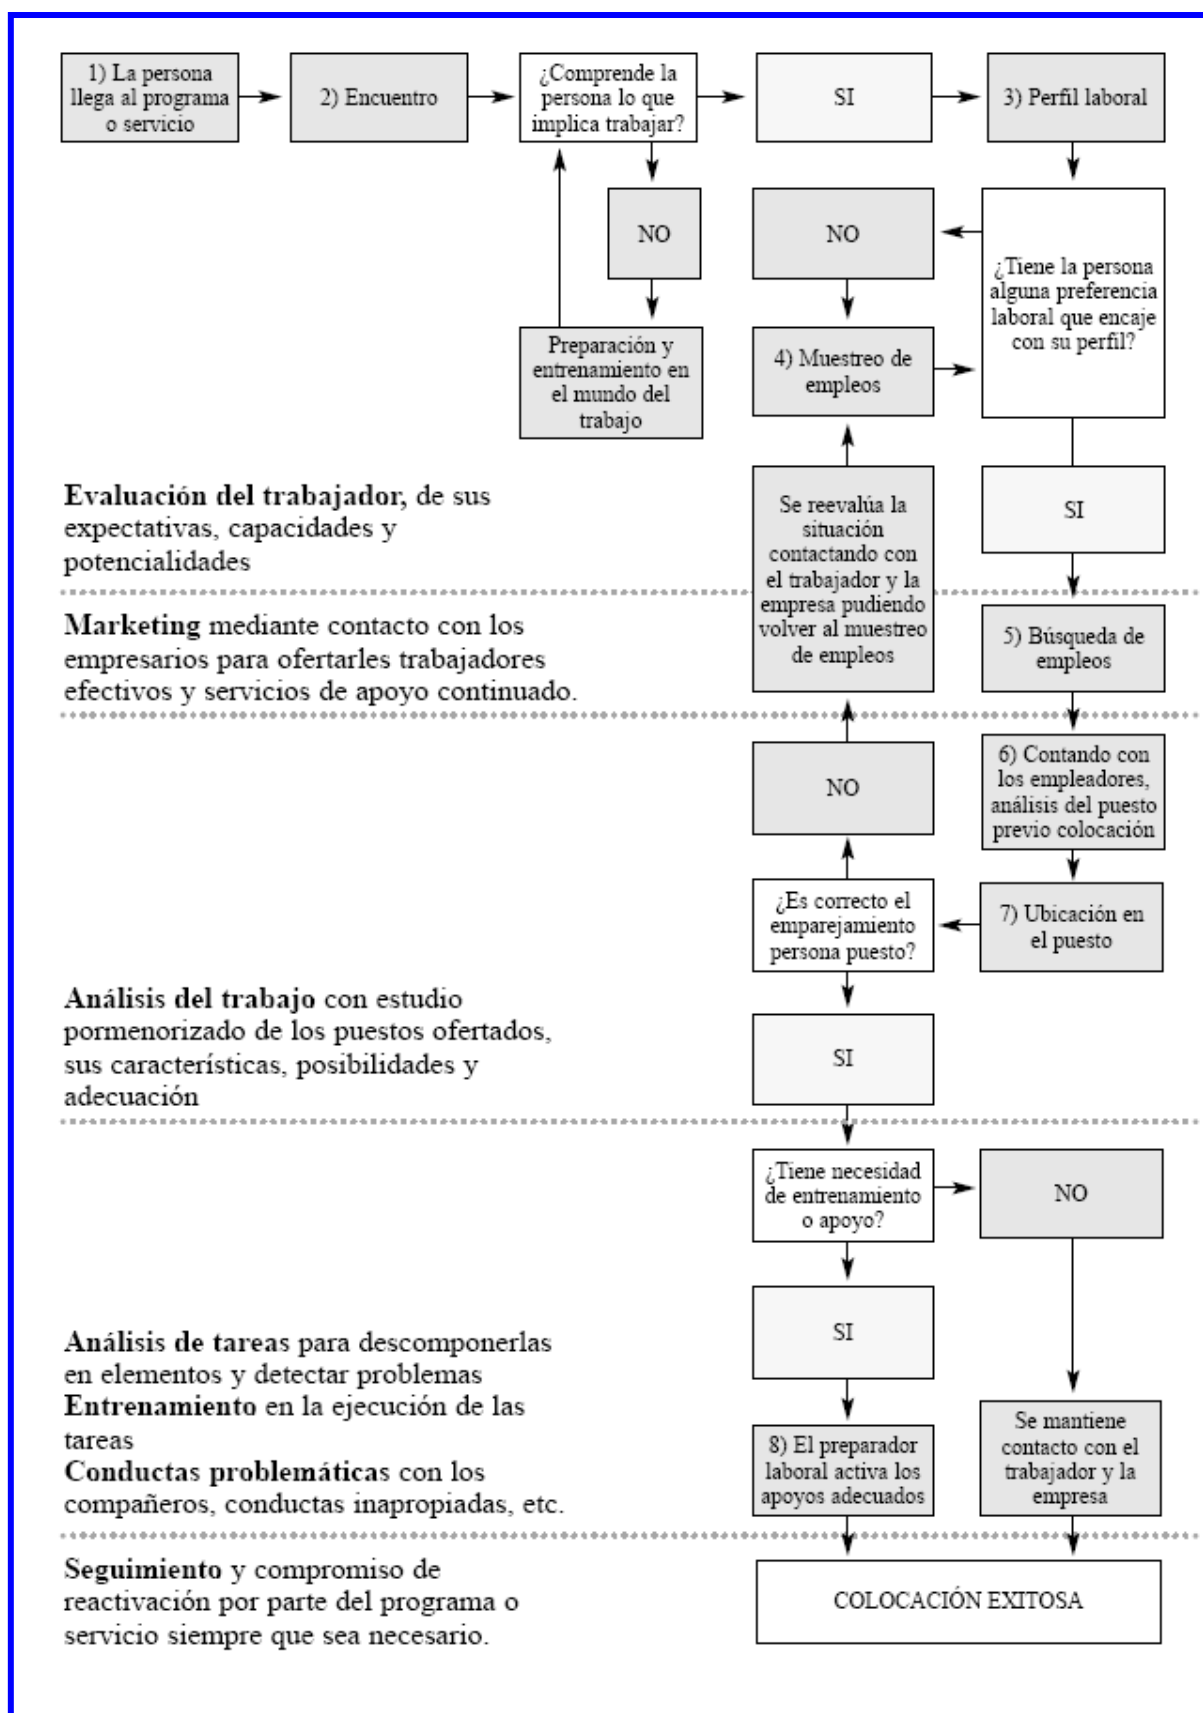 1) La persona
llega al programa
o servicio
2) Encuentro
¿Comprende la
persona lo que
implica trabajar?
SI
3) Perfil laboral
NO
NO
¿Tiene la persona
alguna preferencia
laboral que encaje
con su perfil?
Preparación y
entrenamiento en
el mundo del
trabajo
4) Muestreo de
empleos
Evaluación del trabajador, de sus
expectativas, capacidades y
potencialidades
Se reevalúa la
situación
contactando con
el trabajador y la
empresa pudiendo
volver al muestreo
de empleos
SI
Marketing mediante contacto con los
empresarios para ofertarles trabajadores
efectivos y servicios de apoyo continuado.
5) Búsqueda de
empleos
NO
6) Contando con
los empleadores,
análisis del puesto
previo colocación
¿Es correcto el
emparejamiento
persona puesto?
7) Ubicación en
el puesto
Análisis del trabajo con estudio
pormenorizado de los puestos ofertados,
sus características, posibilidades y
adecuación
SI
¿Tiene necesidad
de entrenamiento
o apoyo?
NO
SI
Análisis de tareas para descomponerlas
en elementos y detectar problemas
Entrenamiento en la ejecución de las
tareas
Conductas problemáticas con los
compañeros, conductas inapropiadas, etc.
8) El preparador
laboral activa los
apoyos adecuados
Se mantiene
contacto con el
trabajador y la
empresa
Seguimiento y compromiso de
reactivación por parte del programa o
servicio siempre que sea necesario.
COLOCACIÓN EXITOSA